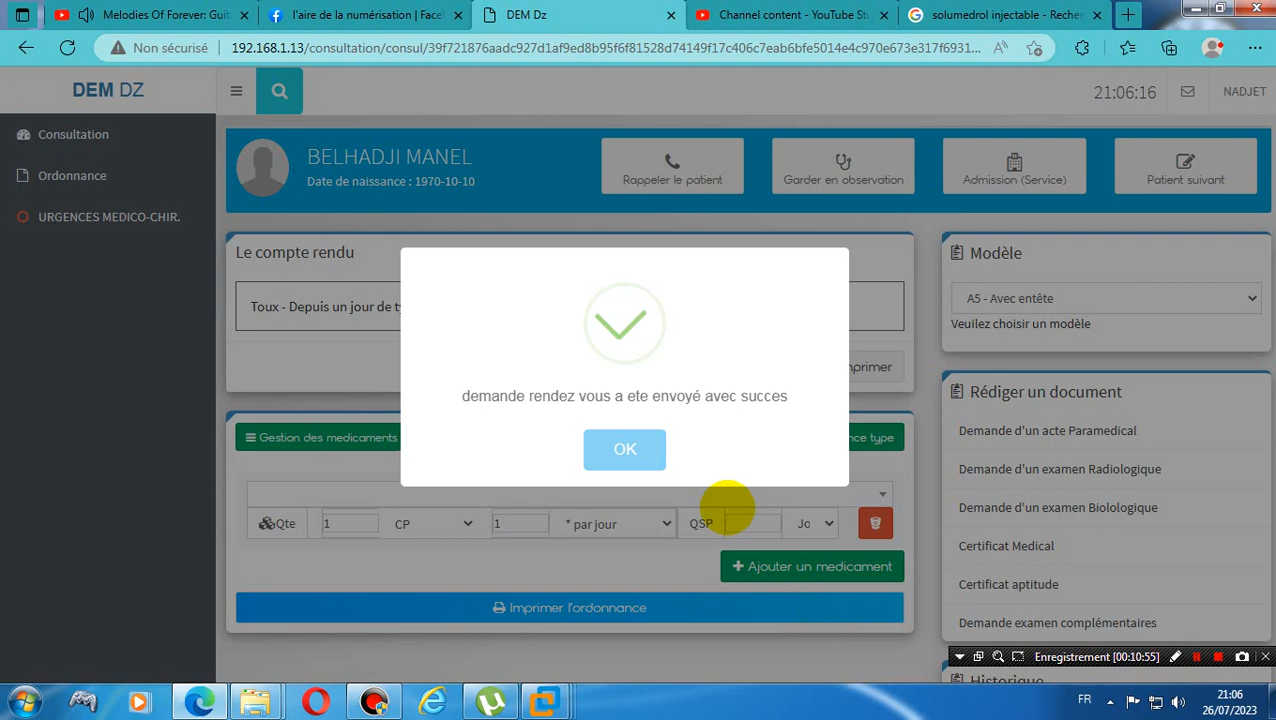 Melodies Of Forever: Guit
l'aire de la numérisation | Face
DEM Dz
Channel content - YouTube Stu
solumedrol injectable - Recher
Non sécurisé
192.168.1.13/consultation/consul/39f721876aadc927d1af9ed8b95f6f81528d74149f17c406c7eab6bfe5014e4c970e673e317f6931...
DEM DZ
21:06:16
NADJET
Consultation
Ordonnance
URGENCES MEDICO-CHIR.
BELHADJI MANEL
Date de naissance : 1970-10-10
Rappeler le patient
Garder en observation
Admission (Service)
Patient suivant
Le compte rendu
Toux - Depuis un jour de t
mprimer
Modèle
A5 - Avec entête
Veuilez choisir un modèle
demande rendez vous a ete envoyé avec succes
OK
Gestion des medicaments
nce type
Qte 1 CP 1 * par jour QSP Jo
Ajouter un medicament
Imprimer l'ordonnance
Rédiger un document
Demande d'un acte Paramedical
Demande d'un examen Radiologique
Demande d'un examen Biolologique
Certificat Medical
Certificat aptitude
Demande examen complémentaires
Historique
Enregistrement [00:10:55]
FR
21:06
26/07/2023